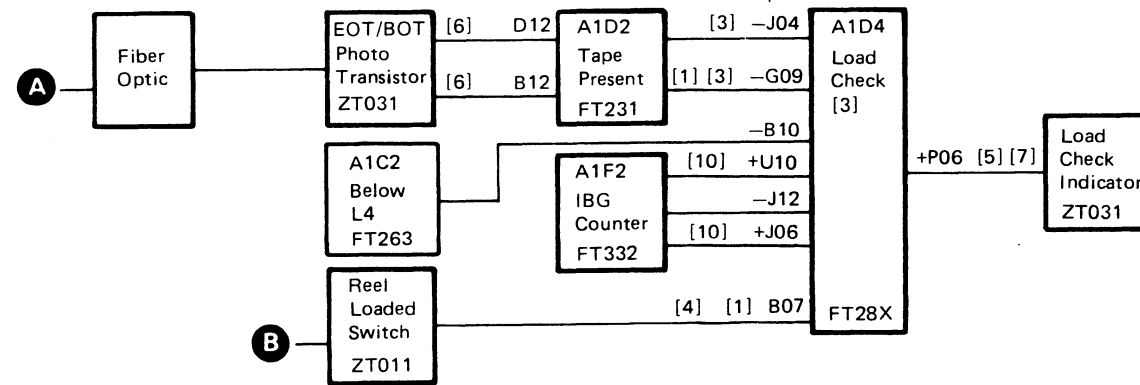 A
Fiber
Optic
EOT/BOT
Photo
Transistor
ZT031
[6] D12
[6] B12
A1D2
Tape
Present
FT231
[3] −J04
[1] [3] −G09
A1D4
Load
Check
[3]
FT28X
A1C2
Below
L4
FT263
−B10
A1F2
IBG
Counter
FT332
[10] +U10
−J12
[10] +J06
+P06 [5] [7]
Load
Check
Indicator
ZT031
B
Reel
Loaded
Switch
ZT011
[4] [1] B07